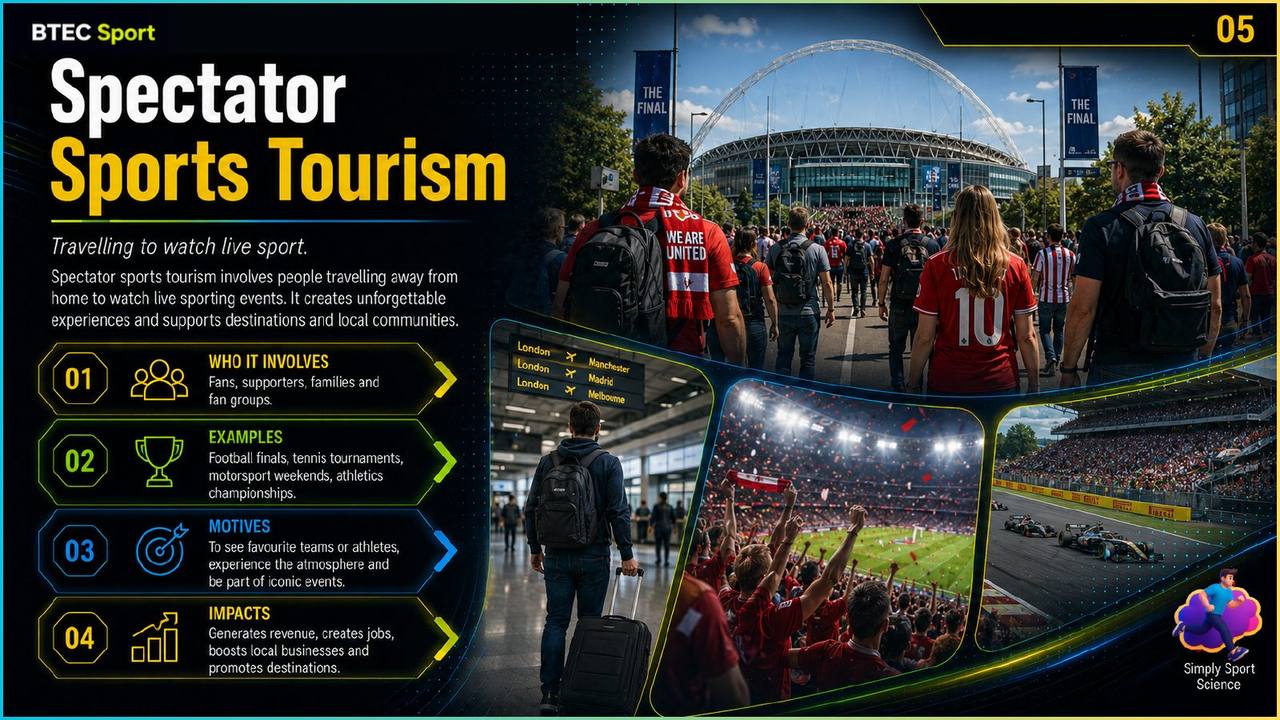 BTEC Sport
05
Spectator
Sports Tourism
Travelling to watch live sport.
Spectator sports tourism involves people travelling away from
home to watch live sporting events. It creates unforgettable
experiences and supports destinations and local communities.
01
WHO IT INVOLVES
Fans, supporters, families and
fan groups.
02
EXAMPLES
Football finals, tennis tournaments,
motorsport weekends, athletics
championships.
03
MOTIVES
To see favourite teams or athletes,
experience the atmosphere and
be part of iconic events.
04
IMPACTS
Generates revenue, creates jobs,
boosts local businesses and
promotes destinations.
THE
FINAL
THE
FINAL
WE ARE
UNITED
10
London Manchester
London Madrid
London Melbourne
Simply Sport
Science